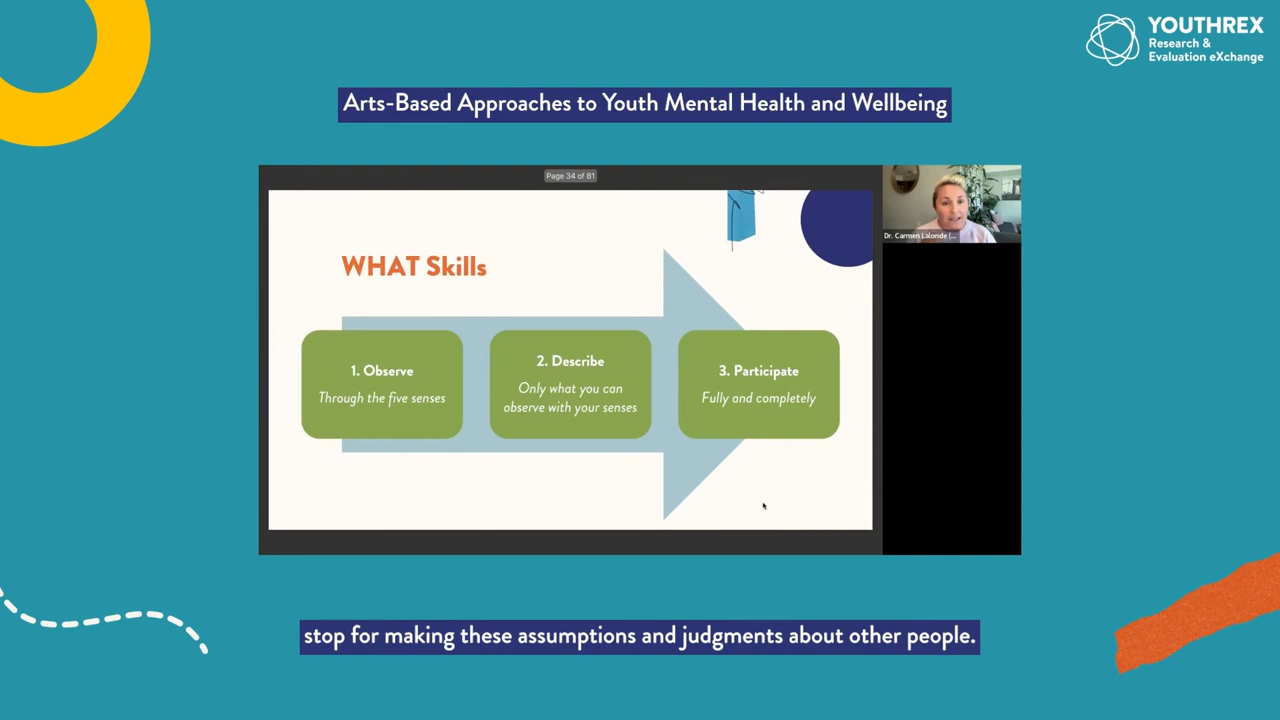 YOUTHREX
Research &
Evaluation eXchange
Arts-Based Approaches to Youth Mental Health and Wellbeing
Page 34 of 81
WHAT Skills
1. Observe
Through the five senses
2. Describe
Only what you can
observe with your senses
3. Participate
Fully and completely
Dr. Carmen Lalonde (...
stop for making these assumptions and judgments about other people.